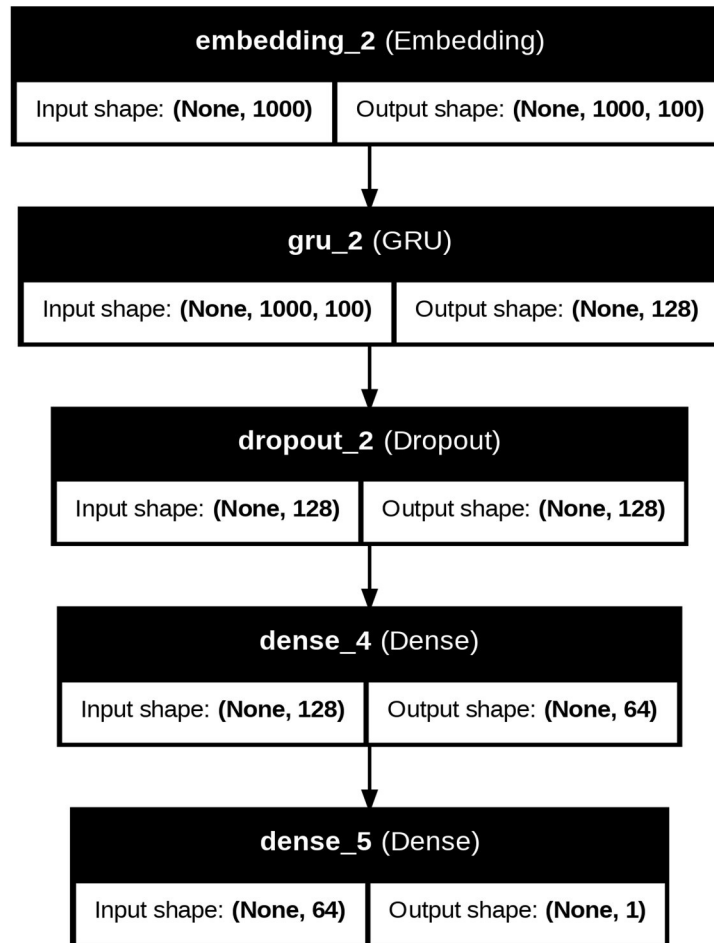 embedding_2 (Embedding)
Input shape: (None, 1000) Output shape: (None, 1000, 100)
gru_2 (GRU)
Input shape: (None, 1000, 100) Output shape: (None, 128)
dropout_2 (Dropout)
Input shape: (None, 128) Output shape: (None, 128)
dense_4 (Dense)
Input shape: (None, 128) Output shape: (None, 64)
dense_5 (Dense)
Input shape: (None, 64) Output shape: (None, 1)